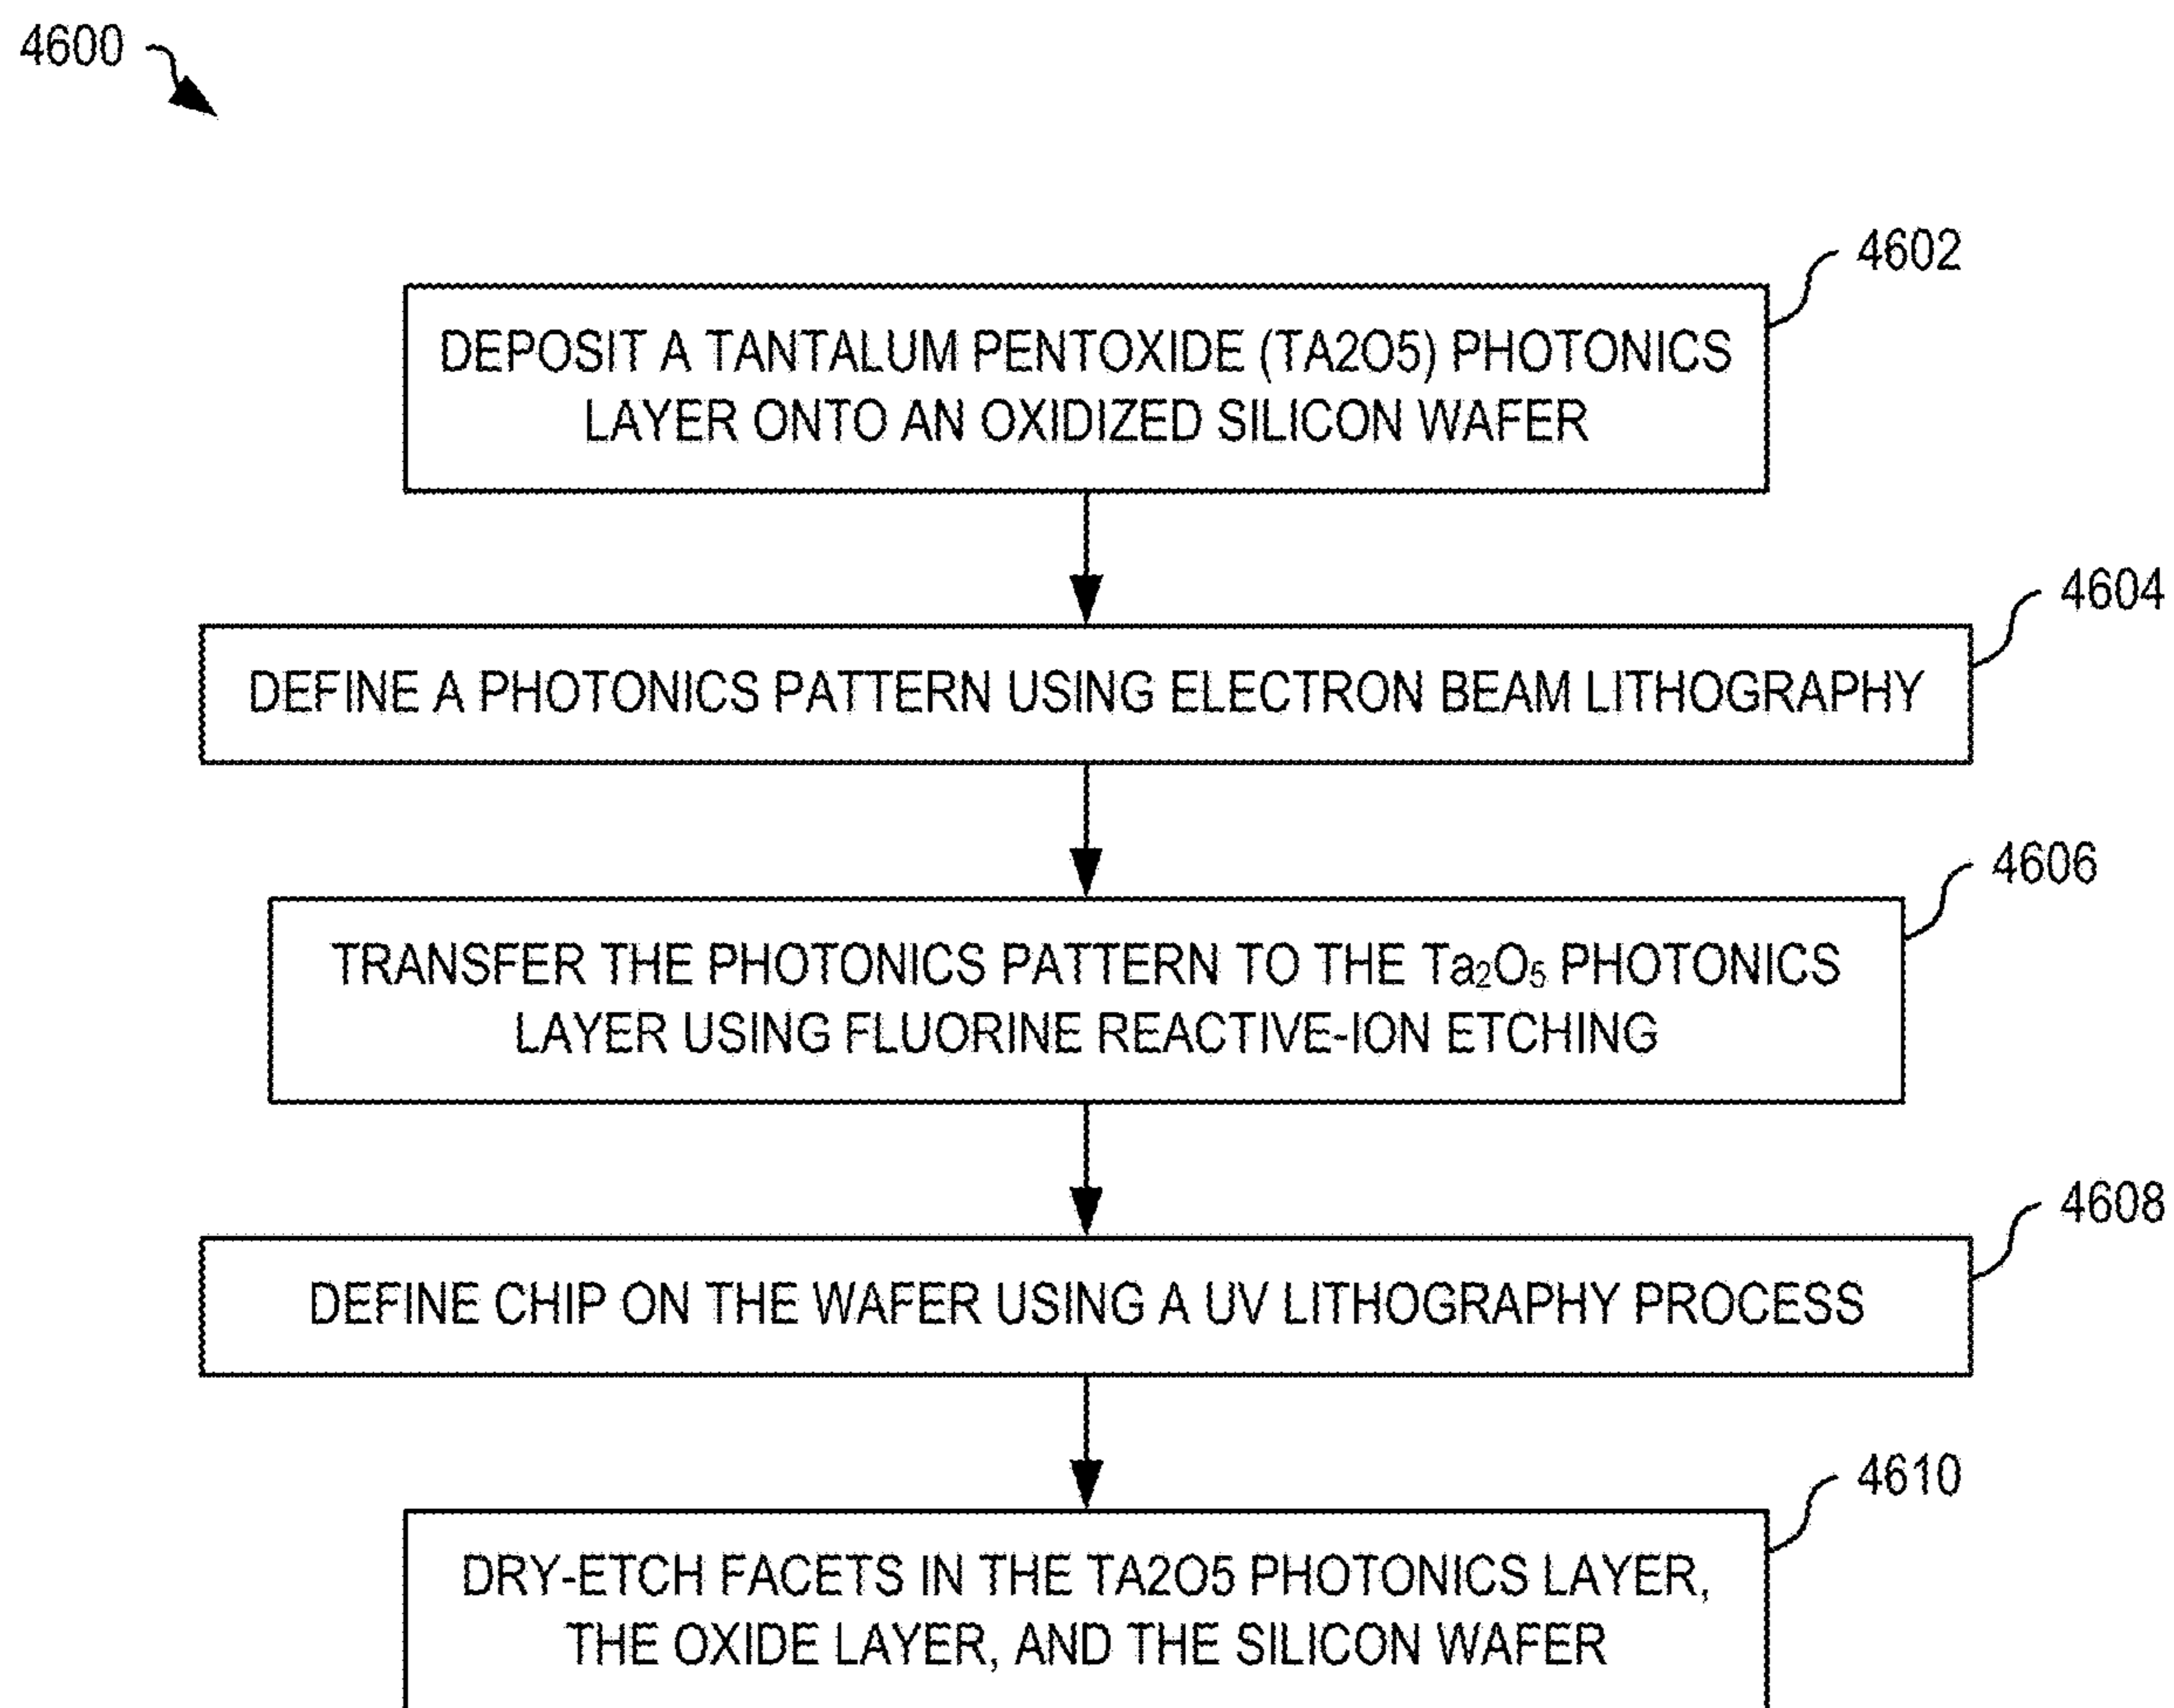 4600
4602
DEPOSIT A TANTALUM PENTOXIDE (TA2O5) PHOTONICS
LAYER ONTO AN OXIDIZED SILICON WAFER
4604
DEFINE A PHOTONICS PATTERN USING ELECTRON BEAM LITHOGRAPHY
4606
TRANSFER THE PHOTONICS PATTERN TO THE Ta₂O₅ PHOTONICS
LAYER USING FLUORINE REACTIVE-ION ETCHING
4608
DEFINE CHIP ON THE WAFER USING A UV LITHOGRAPHY PROCESS
4610
DRY-ETCH FACETS IN THE TA2O5 PHOTONICS LAYER,
THE OXIDE LAYER, AND THE SILICON WAFER